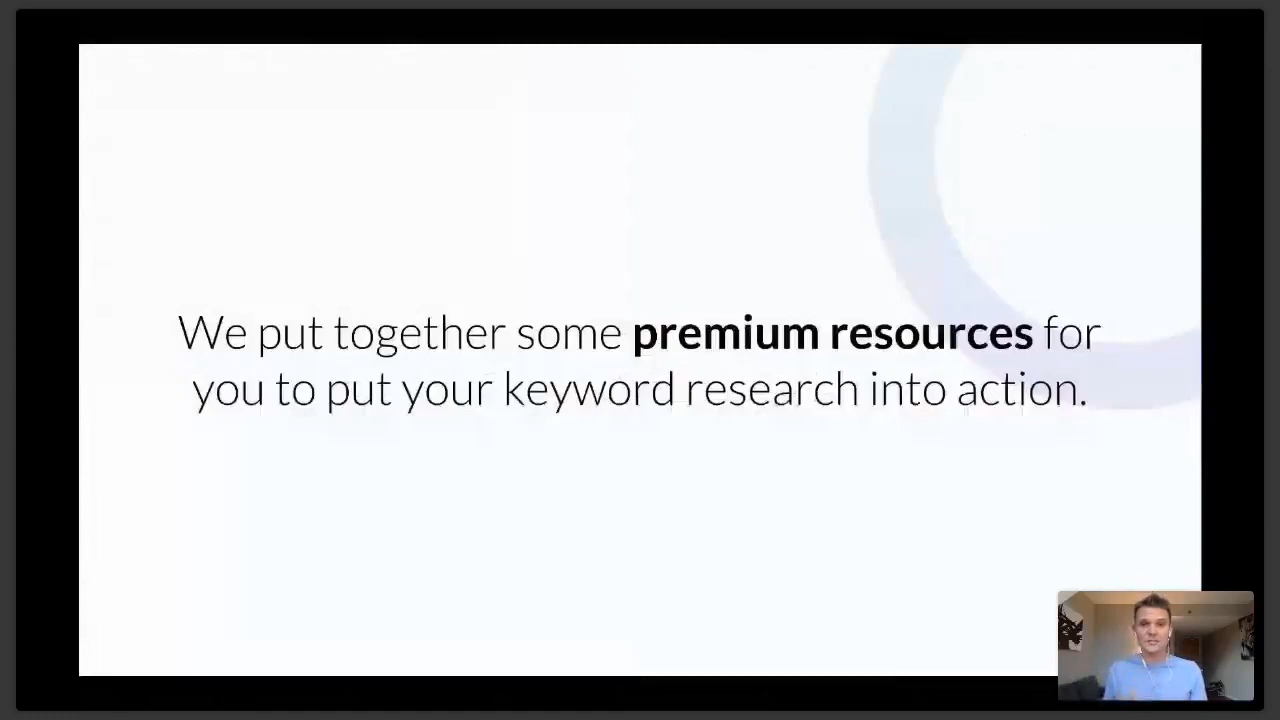 We put together some premium resources for
you to put your keyword research into action.